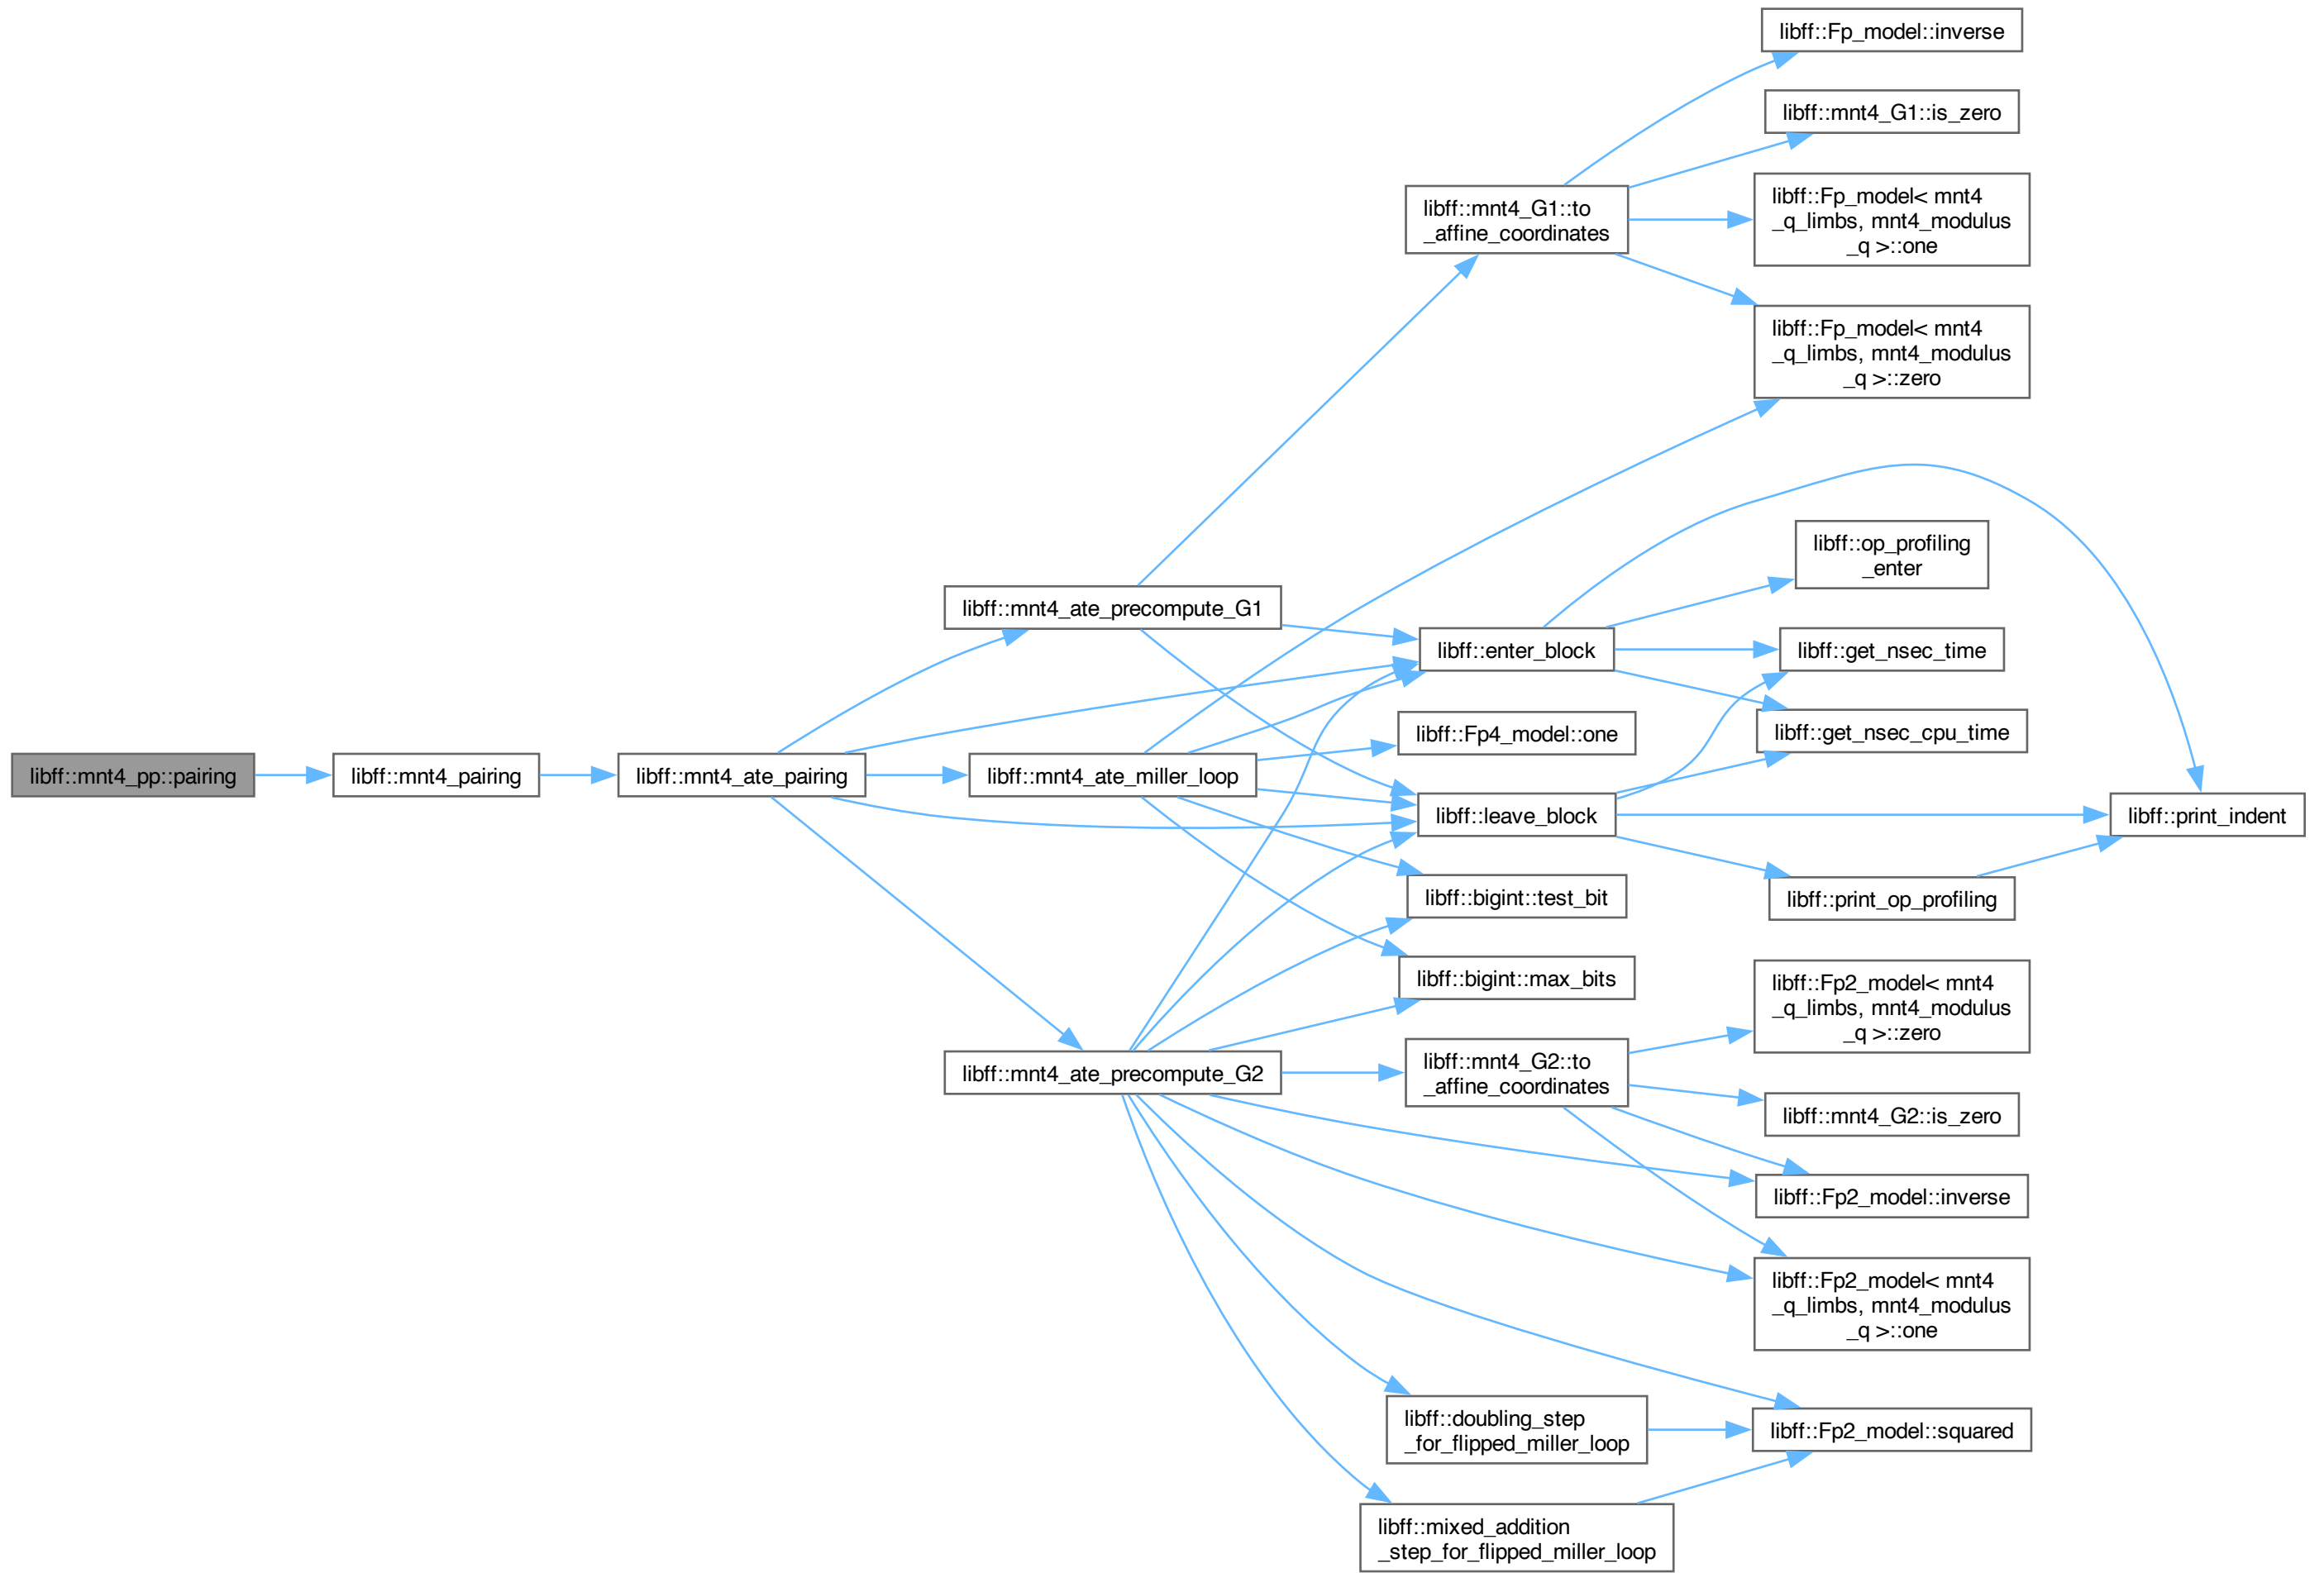 libff::mnt4_pp::pairing
libff::mnt4_pairing
libff::mnt4_ate_pairing
libff::mnt4_ate_precompute_G1
libff::mnt4_ate_miller_loop
libff::mnt4_ate_precompute_G2
libff::mnt4_G1::to
_affine_coordinates
libff::enter_block
libff::Fp4_model::one
libff::leave_block
libff::bigint::test_bit
libff::bigint::max_bits
libff::mnt4_G2::to
_affine_coordinates
libff::doubling_step
_for_flipped_miller_loop
libff::mixed_addition
_step_for_flipped_miller_loop
libff::Fp_model::inverse
libff::mnt4_G1::is_zero
libff::Fp_model< mnt4
_q_limbs, mnt4_modulus
_q >::one
libff::Fp_model< mnt4
_q_limbs, mnt4_modulus
_q >::zero
libff::op_profiling
_enter
libff::get_nsec_time
libff::get_nsec_cpu_time
libff::print_op_profiling
libff::Fp2_model< mnt4
_q_limbs, mnt4_modulus
_q >::zero
libff::mnt4_G2::is_zero
libff::Fp2_model::inverse
libff::Fp2_model< mnt4
_q_limbs, mnt4_modulus
_q >::one
libff::Fp2_model::squared
libff::print_indent